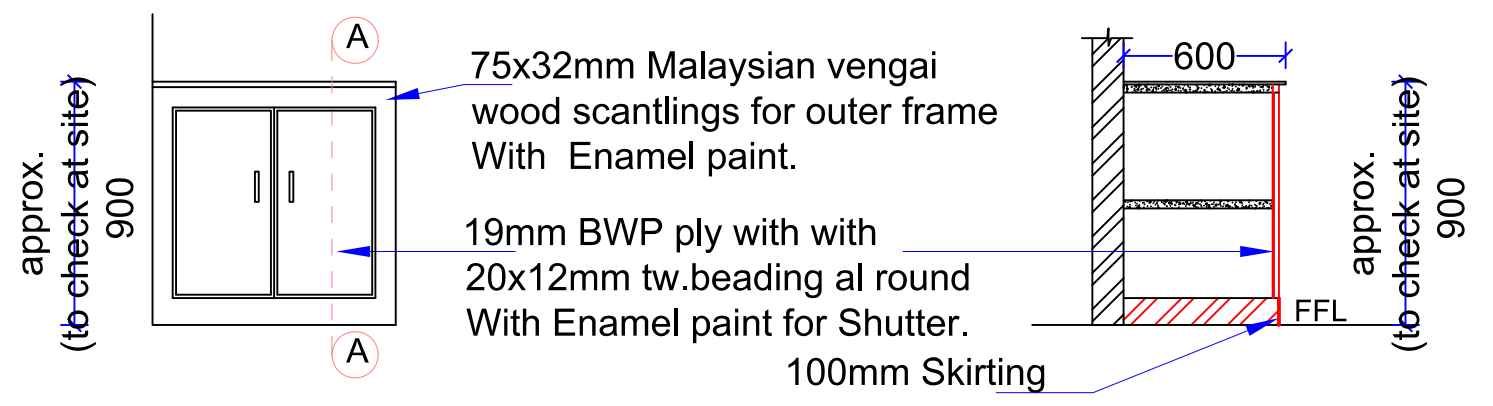 A
75x32mm Malaysian vengai
wood scantlings for outer frame
With Enamel paint.
approx.
(to check at site)
900
19mm BWP ply with with
20x12mm tw.beading al round
With Enamel paint for Shutter.
A
100mm Skirting
600
FFL
approx.
(to check at site)
900